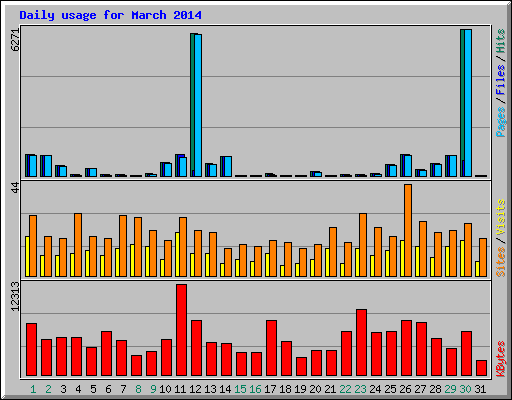 Daily usage for March 2014
6271
44
12313
Pages / Files / Hits
Sites / Visits
KBytes
1 2 3 4 5 6 7 8 9 10 11 12 13 14 15 16 17 18 19 20 21 22 23 24 25 26 27 28 29 30 31